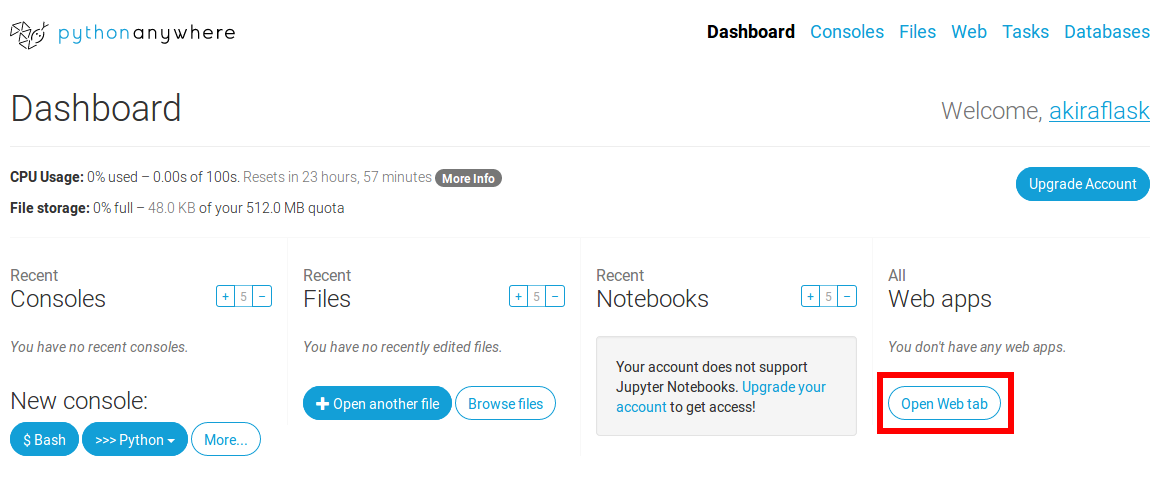 pythonanywhere
Dashboard Consoles Files Web Tasks Databases
Dashboard
Welcome, akiraflask
CPU Usage: 0% used – 0.00s of 100s. Resets in 23 hours, 57 minutes More Info
Upgrade Account
File storage: 0% full – 48.0 KB of your 512.0 MB quota
Recent
Consoles
+ 5 −
You have no recent consoles.
New console:
$ Bash >>> Python More...
Recent
Files
+ 5 −
You have no recently edited files.
+ Open another file Browse files
Recent
Notebooks
+ 5 −
Your account does not support
Jupyter Notebooks. Upgrade your
account to get access!
All
Web apps
You don't have any web apps.
Open Web tab